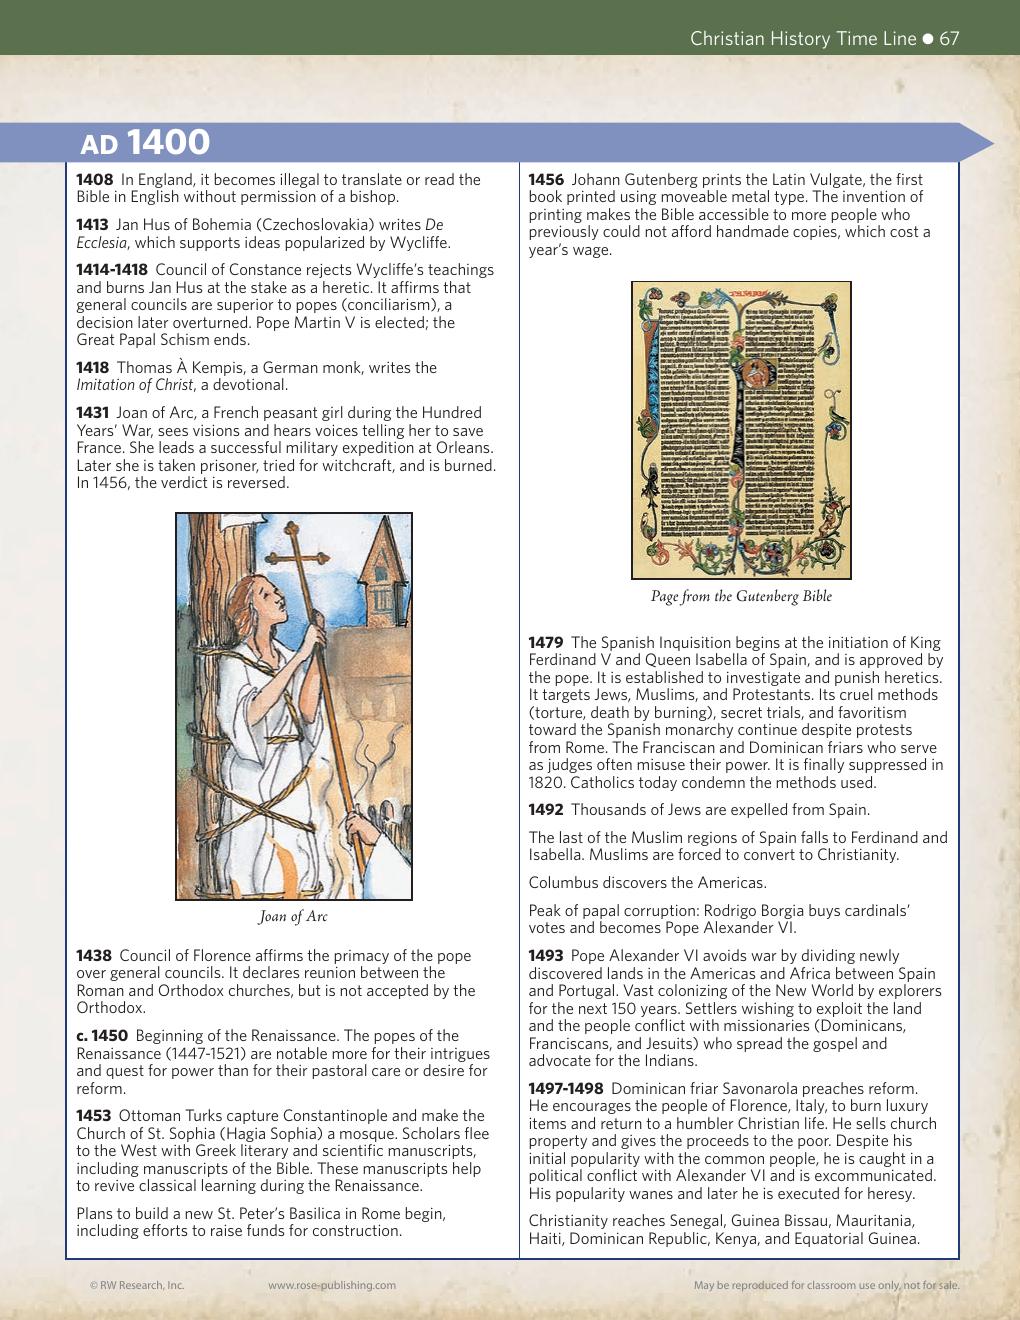 Christian History Time Line ● 67
AD 1400
1408 In England, it becomes illegal to translate or read the
Bible in English without permission of a bishop.
1413 Jan Hus of Bohemia (Czechoslovakia) writes De
Ecclesia, which supports ideas popularized by Wycliffe.
1414-1418 Council of Constance rejects Wycliffe’s teachings
and burns Jan Hus at the stake as a heretic. It affirms that
general councils are superior to popes (conciliarism), a
decision later overturned. Pope Martin V is elected; the
Great Papal Schism ends.
1418 Thomas À Kempis, a German monk, writes the
Imitation of Christ, a devotional.
1431 Joan of Arc, a French peasant girl during the Hundred
Years’ War, sees visions and hears voices telling her to save
France. She leads a successful military expedition at Orleans.
Later she is taken prisoner, tried for witchcraft, and is burned.
In 1456, the verdict is reversed.
Joan of Arc
1438 Council of Florence affirms the primacy of the pope
over general councils. It declares reunion between the
Roman and Orthodox churches, but is not accepted by the
Orthodox.
c. 1450 Beginning of the Renaissance. The popes of the
Renaissance (1447-1521) are notable more for their intrigues
and quest for power than for their pastoral care or desire for
reform.
1453 Ottoman Turks capture Constantinople and make the
Church of St. Sophia (Hagia Sophia) a mosque. Scholars flee
to the West with Greek literary and scientific manuscripts,
including manuscripts of the Bible. These manuscripts help
to revive classical learning during the Renaissance.
Plans to build a new St. Peter’s Basilica in Rome begin,
including efforts to raise funds for construction.
1456 Johann Gutenberg prints the Latin Vulgate, the first
book printed using moveable metal type. The invention of
printing makes the Bible accessible to more people who
previously could not afford handmade copies, which cost a
year’s wage.
Page from the Gutenberg Bible
1479 The Spanish Inquisition begins at the initiation of King
Ferdinand V and Queen Isabella of Spain, and is approved by
the pope. It is established to investigate and punish heretics.
It targets Jews, Muslims, and Protestants. Its cruel methods
(torture, death by burning), secret trials, and favoritism
toward the Spanish monarchy continue despite protests
from Rome. The Franciscan and Dominican friars who serve
as judges often misuse their power. It is finally suppressed in
1820. Catholics today condemn the methods used.
1492 Thousands of Jews are expelled from Spain.
The last of the Muslim regions of Spain falls to Ferdinand and
Isabella. Muslims are forced to convert to Christianity.
Columbus discovers the Americas.
Peak of papal corruption: Rodrigo Borgia buys cardinals’
votes and becomes Pope Alexander VI.
1493 Pope Alexander VI avoids war by dividing newly
discovered lands in the Americas and Africa between Spain
and Portugal. Vast colonizing of the New World by explorers
for the next 150 years. Settlers wishing to exploit the land
and the people conflict with missionaries (Dominicans,
Franciscans, and Jesuits) who spread the gospel and
advocate for the Indians.
1497-1498 Dominican friar Savonarola preaches reform.
He encourages the people of Florence, Italy, to burn luxury
items and return to a humbler Christian life. He sells church
property and gives the proceeds to the poor. Despite his
initial popularity with the common people, he is caught in a
political conflict with Alexander VI and is excommunicated.
His popularity wanes and later he is executed for heresy.
Christianity reaches Senegal, Guinea Bissau, Mauritania,
Haiti, Dominican Republic, Kenya, and Equatorial Guinea.
© RW Research, Inc.
www.rose-publishing.com
May be reproduced for classroom use only, not for sale.